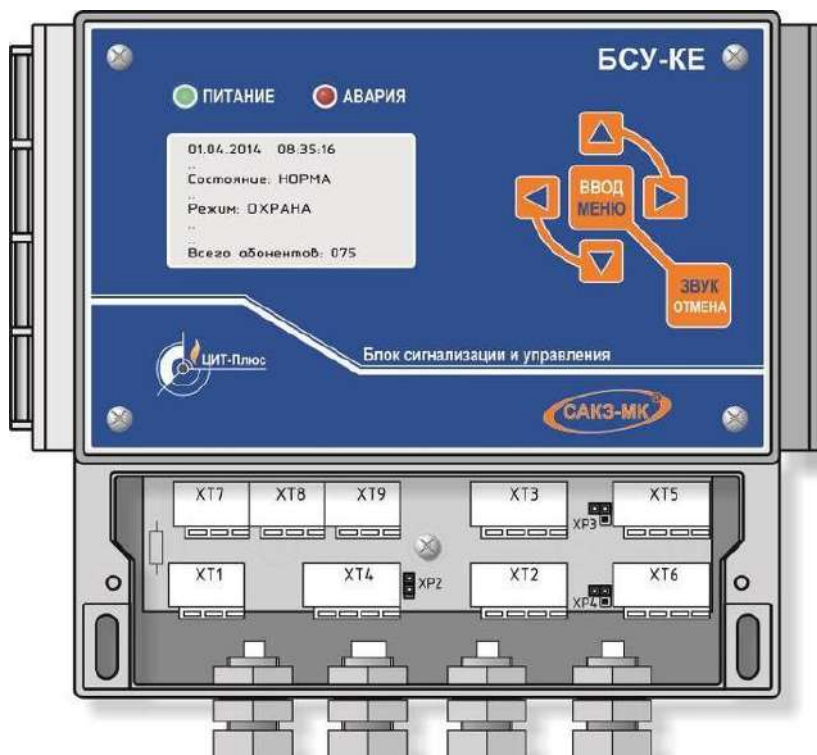 БСУ-КЕ
ПИТАНИЕ АВАРИЯ
01.04.2014 08:35:16
..
Состояние: НОРМА
..
Режим: ОХРАНА
..
..
Всего абонентов: 075
ВВОД
МЕНЮ
ЗВУК
ОТМЕНА
ЦИТ-Плюс
Блок сигнализации и управления
САКЗ-МК®
XT7 XT8 XT9 XT3 XT5
XP3
XT1 XT4 XP2 XT2 XT6
XP4